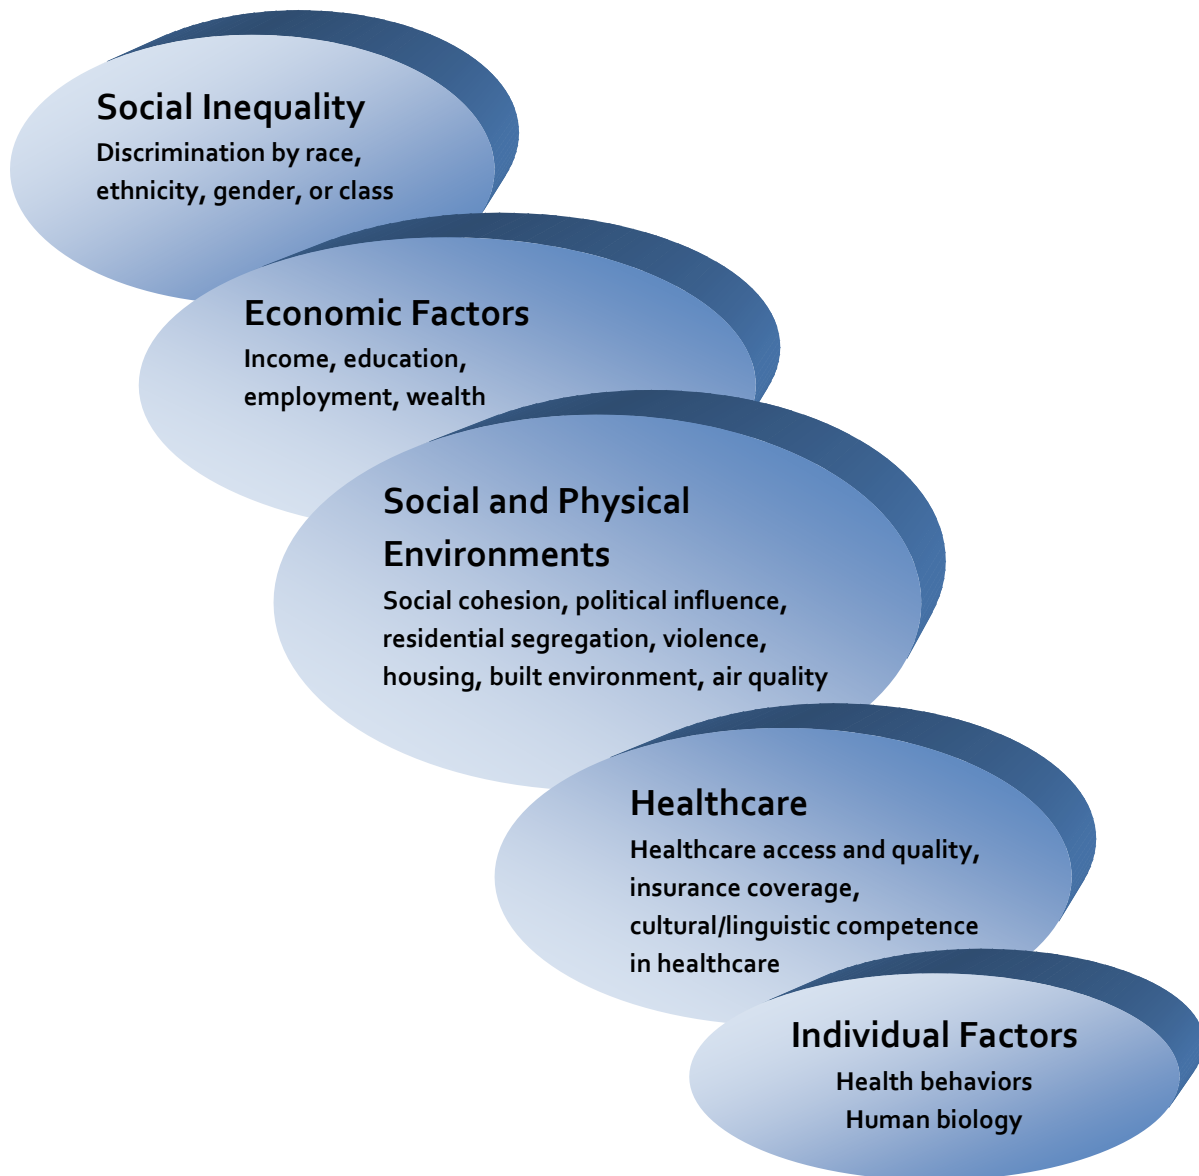 Social Inequality
Discrimination by race,
ethnicity, gender, or class
Economic Factors
Income, education,
employment, wealth
Social and Physical
Environments
Social cohesion, political influence,
residential segregation, violence,
housing, built environment, air quality
Healthcare
Healthcare access and quality,
insurance coverage,
cultural/linguistic competence
in healthcare
Individual Factors
Health behaviors
Human biology